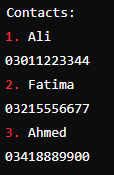 Contacts:
1. Ali
03011223344
2. Fatima
03215556677
3. Ahmed
03418889900